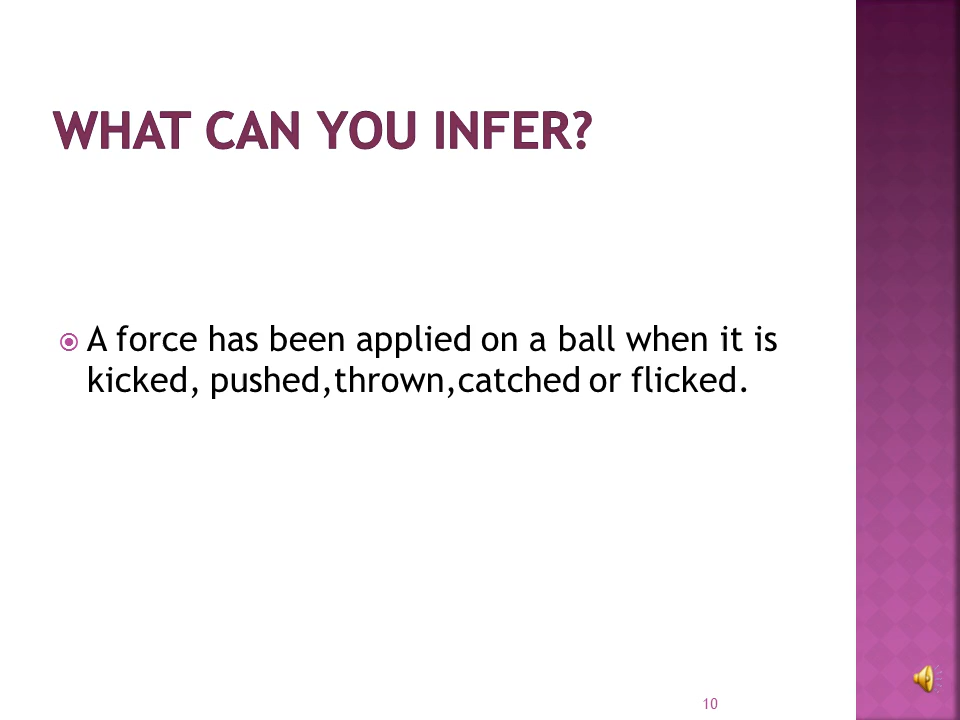 WHAT CAN YOU INFER?
A force has been applied on a ball when it is
kicked, pushed,thrown,catched or flicked.
10